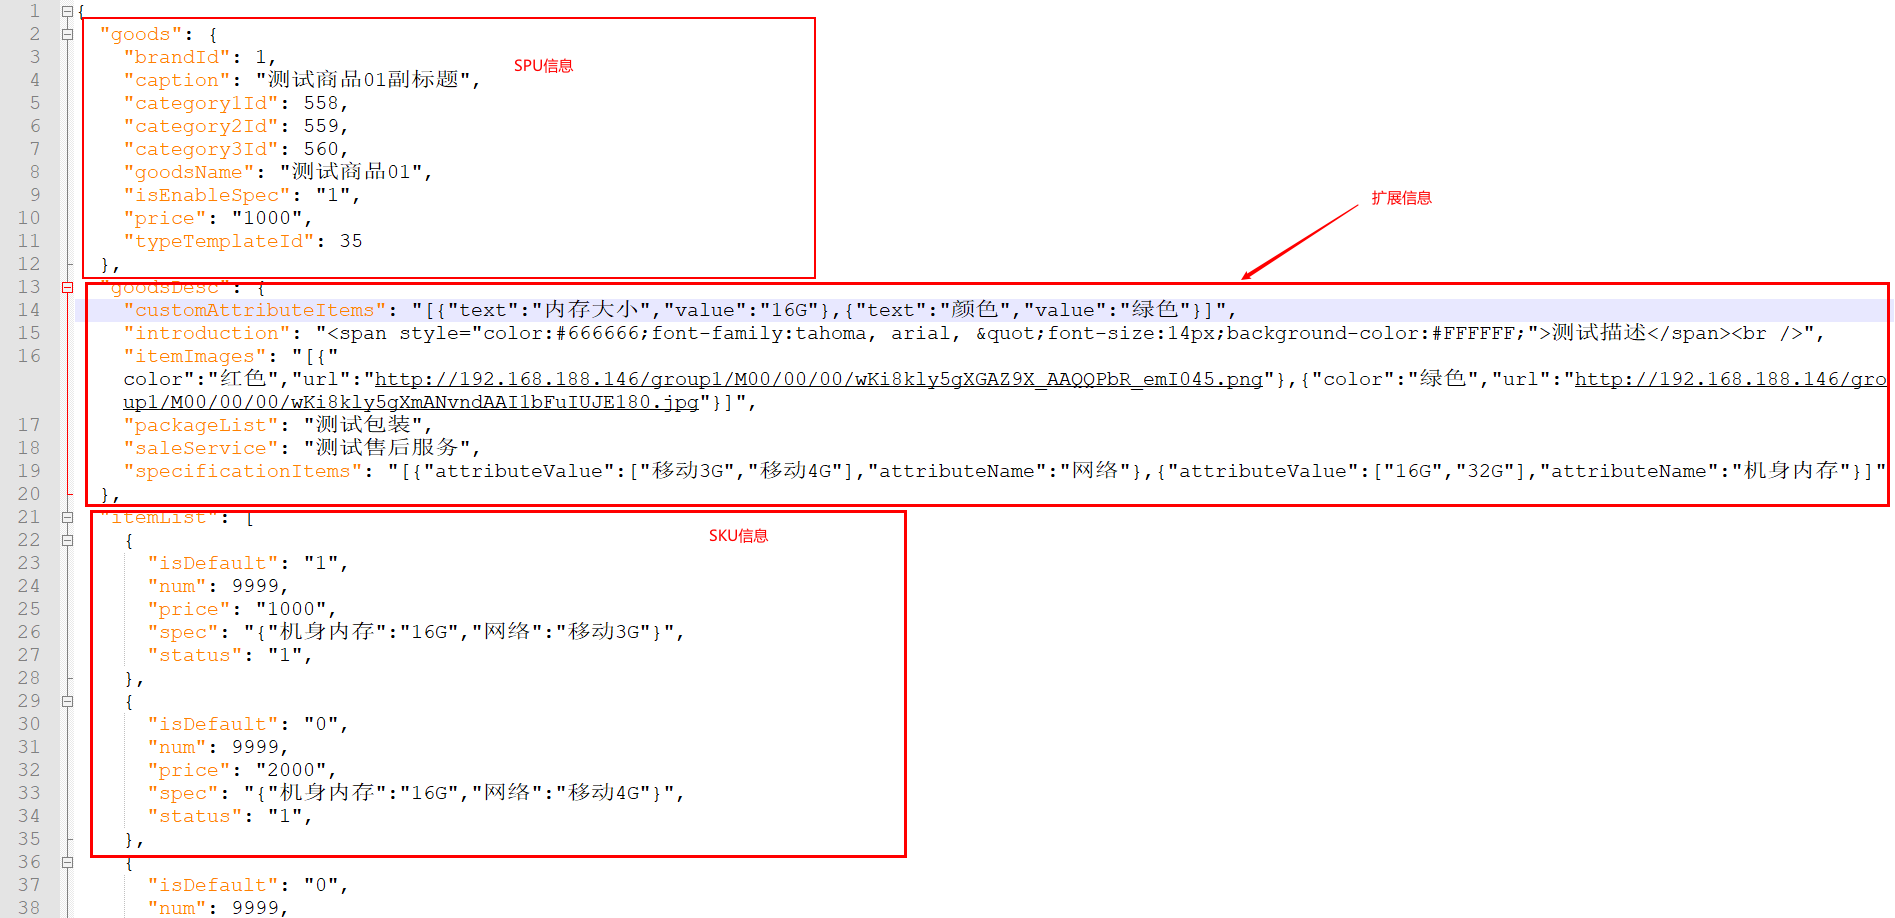 1 {
2 "goods": {
3 "brandId": 1,
SPU信息
4 "caption": "测试商品01副标题",
5 "category1Id": 558,
6 "category2Id": 559,
7 "category3Id": 560,
8 "goodsName": "测试商品01",
9 "isEnableSpec": "1",
扩展信息
10 "price": "1000",
11 "typeTemplateId": 35
12 },
13 "goodsDesc": {
14 "customAttributeItems": "[{"text":"内存大小","value":"16G"},{"text":"颜色","value":"绿色"}]",
15 "introduction": "<span style="color:#666666;font-family:tahoma, arial, &quot;font-size:14px;background-color:#FFFFFF;">测试描述</span><br />",
16 "itemImages": "[{"
color":"红色","url":"http://192.168.188.146/group1/M00/00/00/wKi8kly5gXGAZ9X_AAQQPbR_emI045.png"},{"color":"绿色","url":"http://192.168.188.146/gro
up1/M00/00/00/wKi8kly5gXmANvndAAI1bFuIUJE180.jpg"}]",
17 "packageList": "测试包装",
18 "saleService": "测试售后服务",
19 "specificationItems": "[{"attributeValue":["移动3G","移动4G"],"attributeName":"网络"},{"attributeValue":["16G","32G"],"attributeName":"机身内存"}]"
20 },
21 "itemList": [
22 {
SKU信息
23 "isDefault": "1",
24 "num": 9999,
25 "price": "1000",
26 "spec": "{"机身内存":"16G","网络":"移动3G"}",
27 "status": "1",
28 },
29 {
30 "isDefault": "0",
31 "num": 9999,
32 "price": "2000",
33 "spec": "{"机身内存":"16G","网络":"移动4G"}",
34 "status": "1",
35 },
36 {
37 "isDefault": "0",
38 "num": 9999,